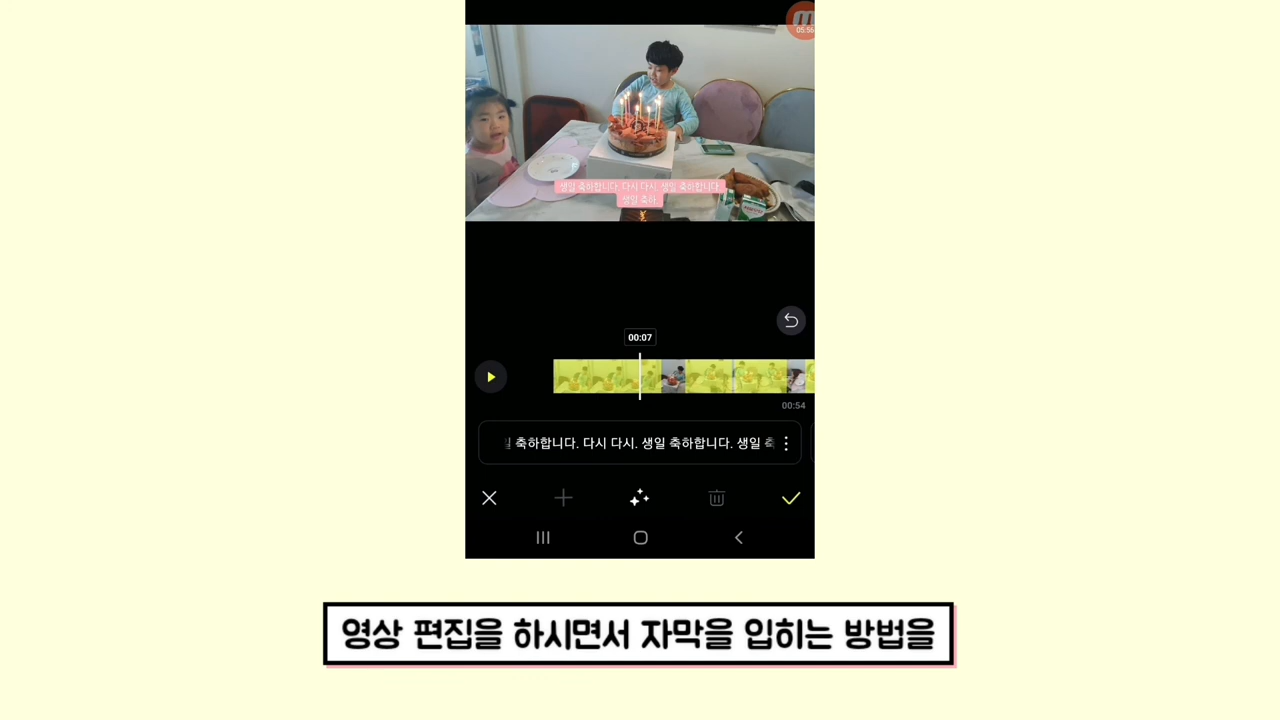 05:56
생일 축하합니다. 다시 다시. 생일 축하합니다.
생일 축하.
00:07
00:54
축하합니다. 다시 다시. 생일 축하합니다. 생일
영상 편집을 하시면서 자막을 입히는 방법을